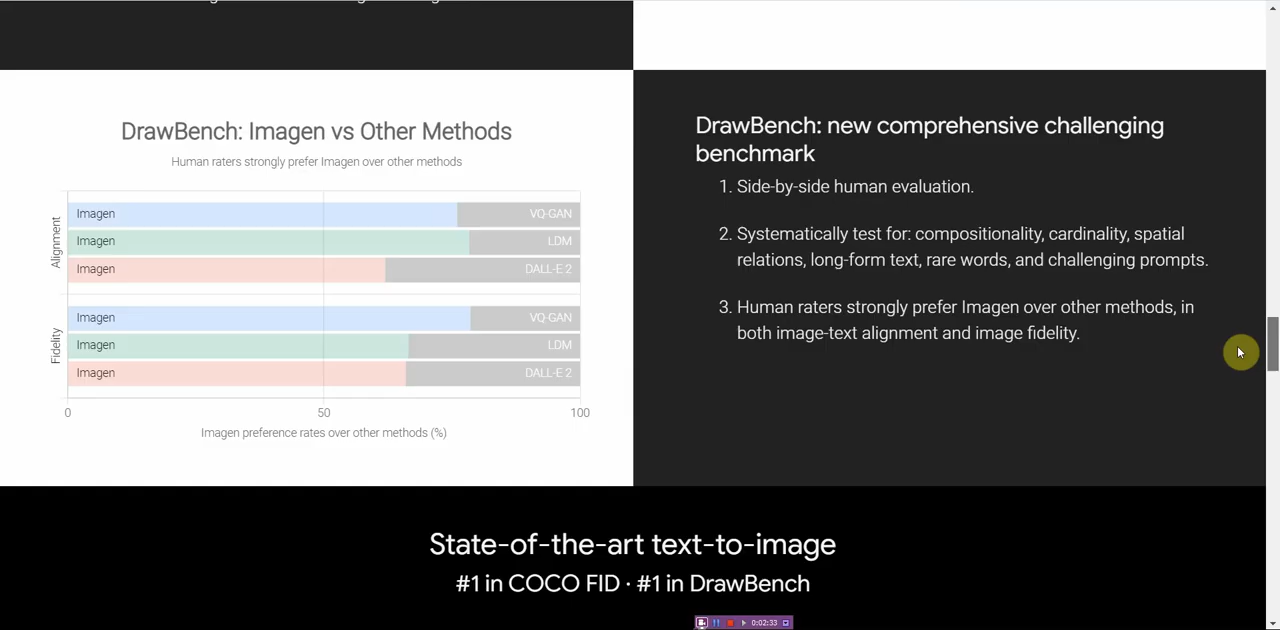 DrawBench: Imagen vs Other Methods
Human raters strongly prefer Imagen over other methods
Alignment
Imagen VQ-GAN
Imagen LDM
Imagen DALL-E 2
Fidelity
Imagen VQ-GAN
Imagen LDM
Imagen DALL-E 2
0 50 100
Imagen preference rates over other methods (%)
DrawBench: new comprehensive challenging
benchmark
1. Side-by-side human evaluation.
2. Systematically test for: compositionality, cardinality, spatial
relations, long-form text, rare words, and challenging prompts.
3. Human raters strongly prefer Imagen over other methods, in
both image-text alignment and image fidelity.
State-of-the-art text-to-image
#1 in COCO FID · #1 in DrawBench
0:02:33